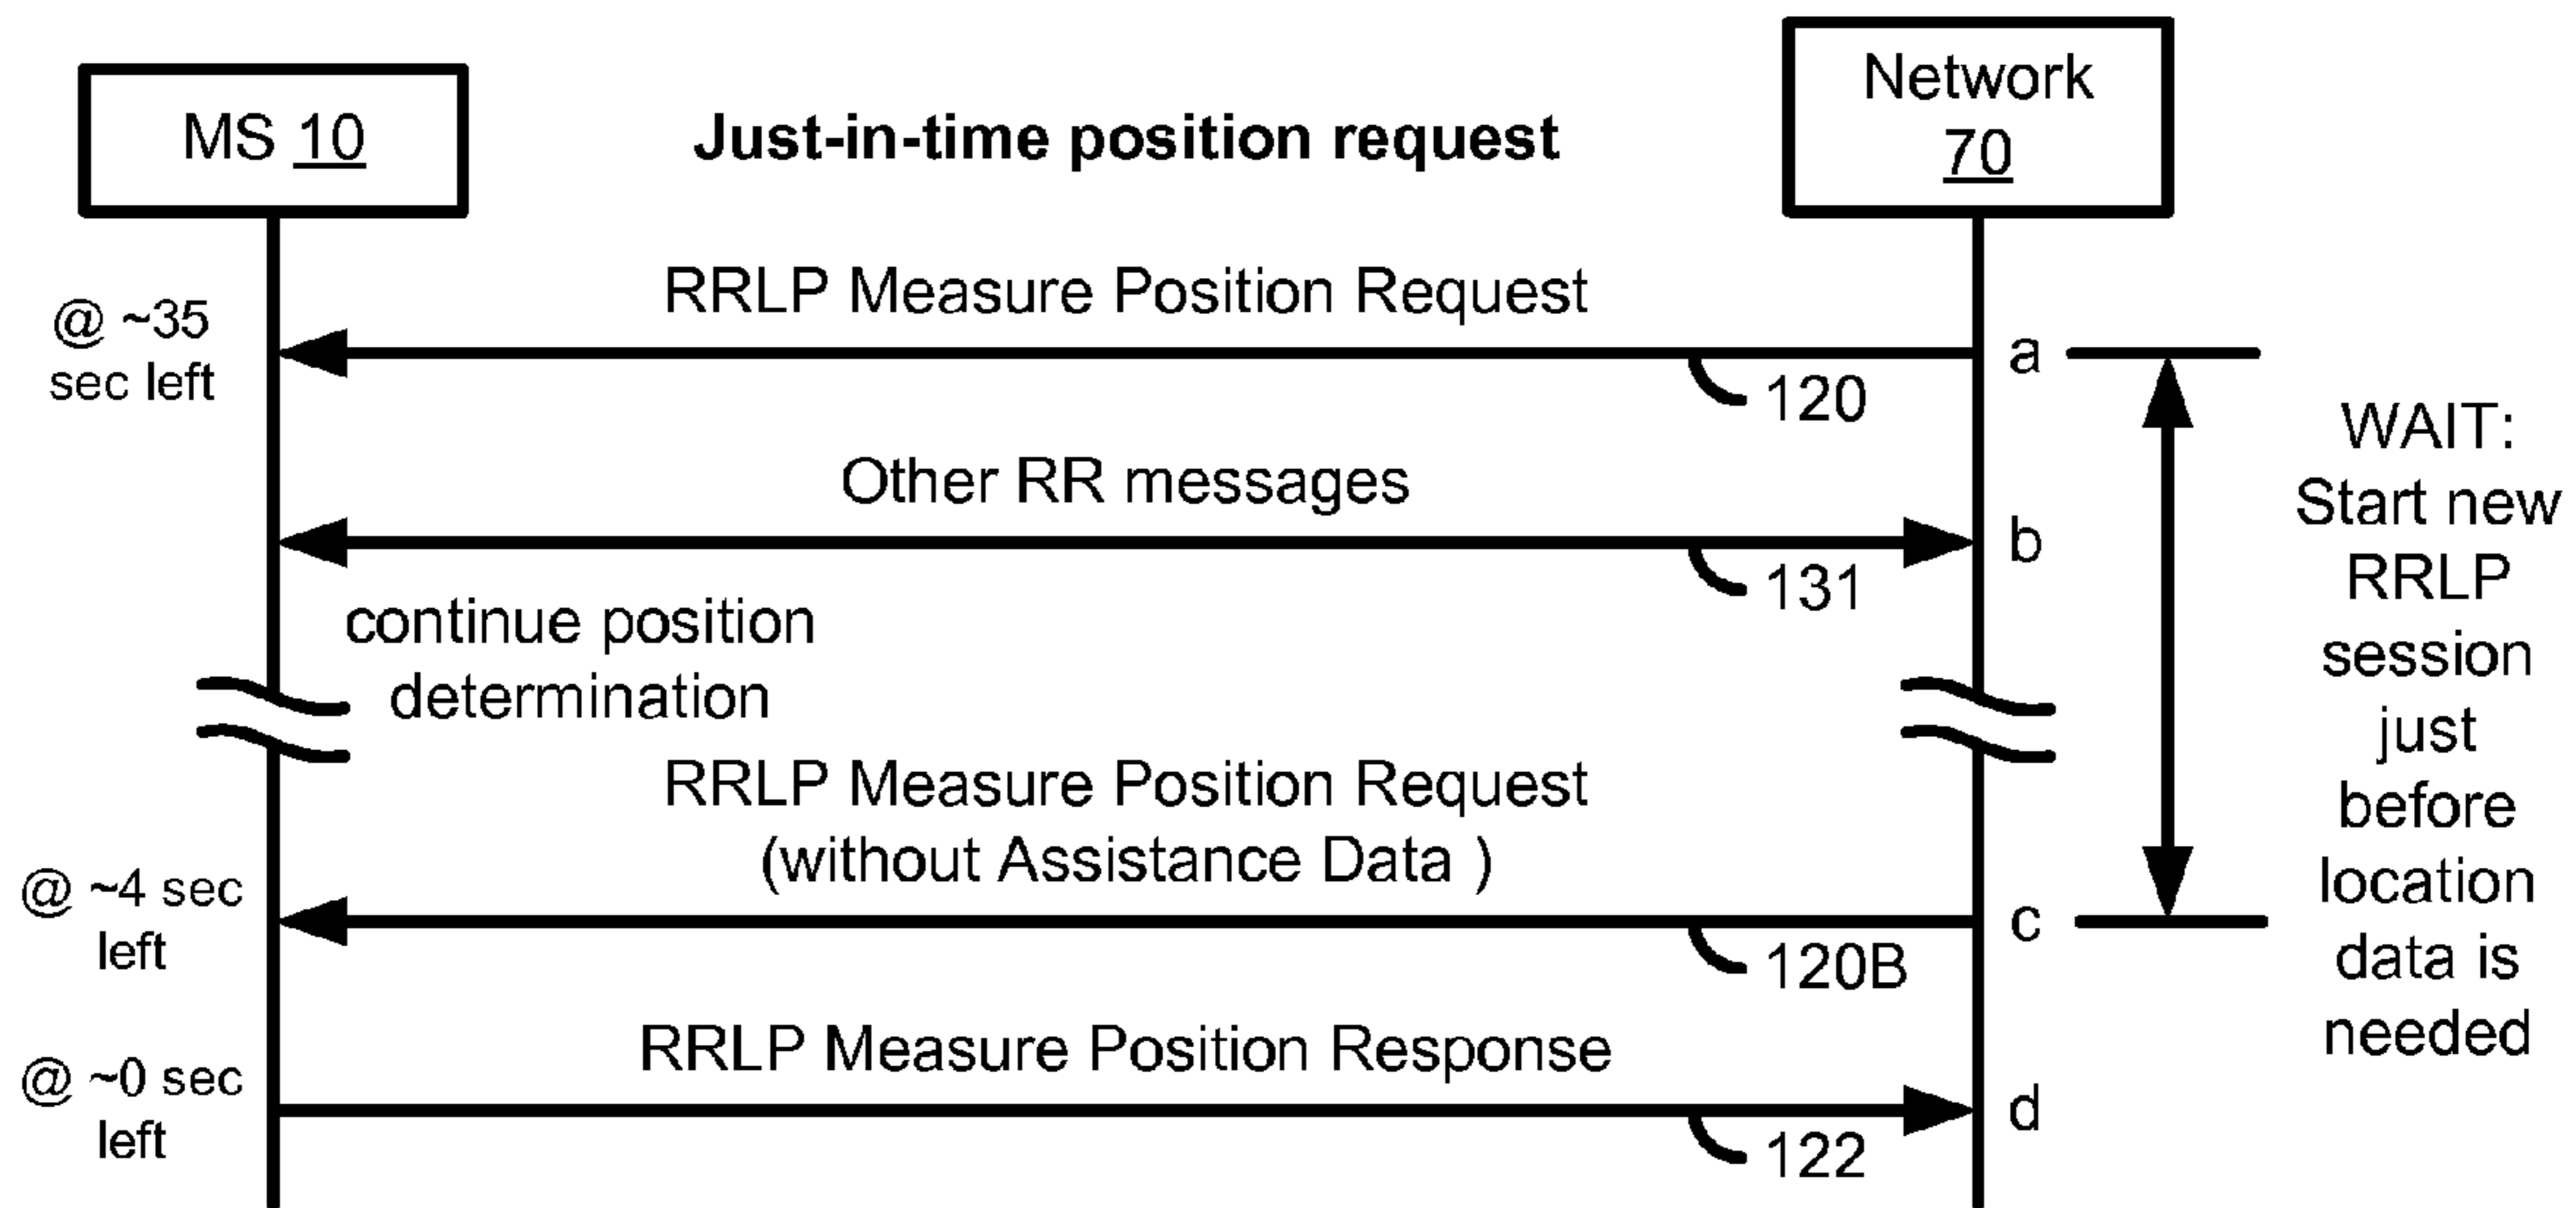 MS 10
Just-in-time position request
Network
70
RRLP Measure Position Request
@ ~35
sec left
a
120
WAIT:
Start new
RRLP
session
just
before
location
data is
needed
Other RR messages
b
131
continue position
determination
RRLP Measure Position Request
(without Assistance Data )
@ ~4 sec
left
c
120B
RRLP Measure Position Response
@ ~0 sec
left
d
122